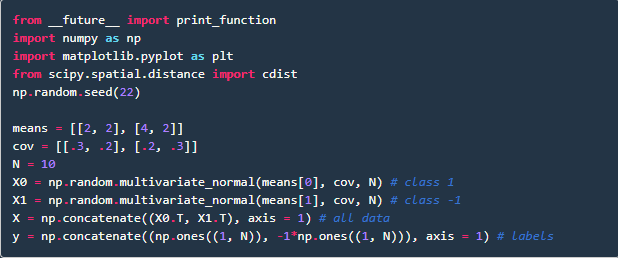 from __future__ import print_function
import numpy as np
import matplotlib.pyplot as plt
from scipy.spatial.distance import cdist
np.random.seed(22)

means = [[2, 2], [4, 2]]
cov = [[.3, .2], [.2, .3]]
N = 10
X0 = np.random.multivariate_normal(means[0], cov, N) # class 1
X1 = np.random.multivariate_normal(means[1], cov, N) # class -1
X = np.concatenate((X0.T, X1.T), axis = 1) # all data
y = np.concatenate((np.ones((1, N)), -1*np.ones((1, N))), axis = 1) # labels